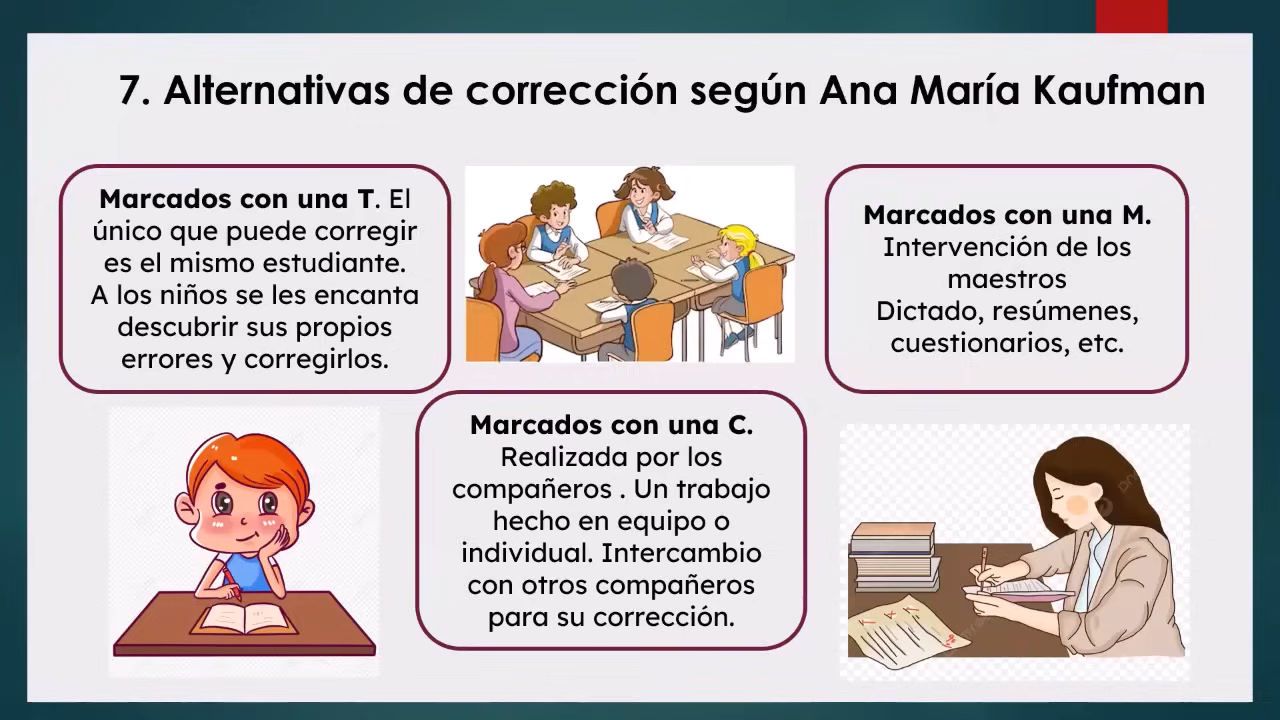 7. Alternativas de corrección según Ana María Kaufman
Marcados con una T. El
único que puede corregir
es el mismo estudiante.
A los niños se les encanta
descubrir sus propios
errores y corregirlos.
Marcados con una C.
Realizada por los
compañeros . Un trabajo
hecho en equipo o
individual. Intercambio
con otros compañeros
para su corrección.
Marcados con una M.
Intervención de los
maestros
Dictado, resúmenes,
cuestionarios, etc.